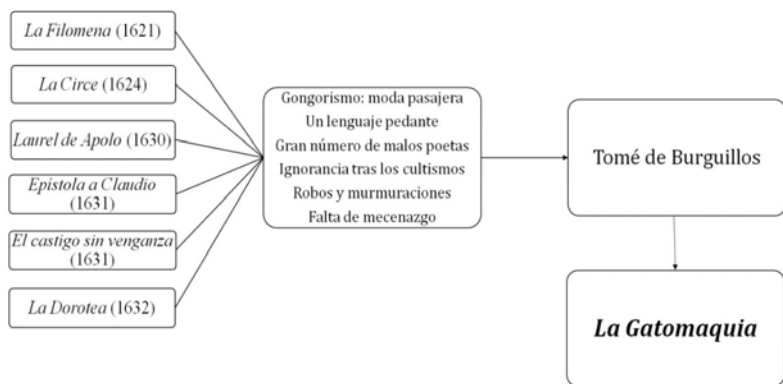 La Filomena (1621)
La Circe (1624)
Laurel de Apolo (1630)
Epístola a Claudio
(1631)
El castigo sin venganza
(1631)
La Dorotea (1632)
Gongorismo: moda pasajera
Un lenguaje pedante
Gran número de malos poetas
Ignorancia tras los cultismos
Robos y murmuraciones
Falta de mecenazgo
Tomé de Burguillos
La Gatomaquia